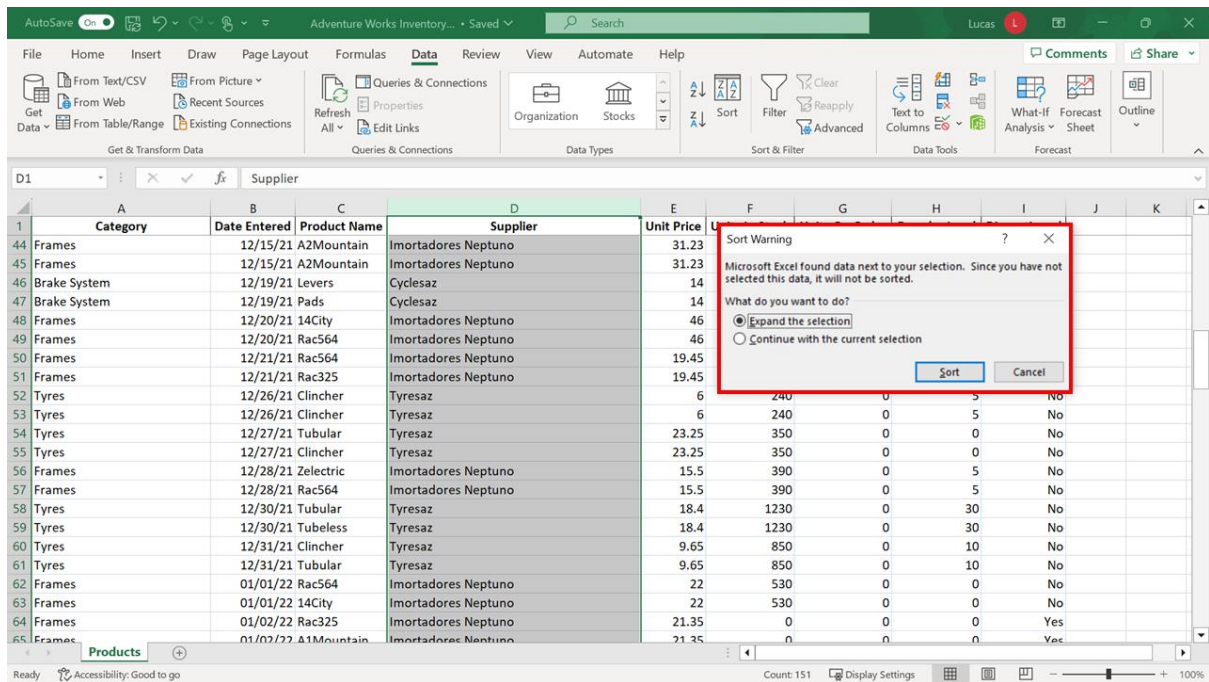 AutoSave On Adventure Works Inventory... • Saved Search Lucas L
File Home Insert Draw Page Layout Formulas Data Review View Automate Help Comments Share
Get Data
From Text/CSV
From Web
From Table/Range
From Picture
Recent Sources
Existing Connections
Get & Transform Data
Refresh All
Queries & Connections
Properties
Edit Links
Queries & Connections
Organization Stocks
Data Types
Sort
Filter
Clear
Reapply
Advanced
Sort & Filter
Text to Columns
Data Tools
What-If Analysis
Forecast Sheet
Forecast
Outline
D1 fx Supplier
A B C D E F G H I J K
1 Category Date Entered Product Name Supplier Unit Price
44 Frames 12/15/21 A2Mountain Imortadores Neptuno 31.23
45 Frames 12/15/21 A2Mountain Imortadores Neptuno 31.23
46 Brake System 12/19/21 Levers Cyclesaz 14
47 Brake System 12/19/21 Pads Cyclesaz 14
48 Frames 12/20/21 14City Imortadores Neptuno 46
49 Frames 12/20/21 Rac564 Imortadores Neptuno 46
50 Frames 12/21/21 Rac564 Imortadores Neptuno 19.45
51 Frames 12/21/21 Rac325 Imortadores Neptuno 19.45
52 Tyres 12/26/21 Clincher Tyresaz 6 240 0 5 No
53 Tyres 12/26/21 Clincher Tyresaz 6 240 0 5 No
54 Tyres 12/27/21 Tubular Tyresaz 23.25 350 0 0 No
55 Tyres 12/27/21 Clincher Tyresaz 23.25 350 0 0 No
56 Frames 12/28/21 Zelectric Imortadores Neptuno 15.5 390 0 5 No
57 Frames 12/28/21 Rac564 Imortadores Neptuno 15.5 390 0 5 No
58 Tyres 12/30/21 Tubular Tyresaz 18.4 1230 0 30 No
59 Tyres 12/30/21 Tubeless Tyresaz 18.4 1230 0 30 No
60 Tyres 12/31/21 Clincher Tyresaz 9.65 850 0 10 No
61 Tyres 12/31/21 Tubular Tyresaz 9.65 850 0 10 No
62 Frames 01/01/22 Rac564 Imortadores Neptuno 22 530 0 0 No
63 Frames 01/01/22 14City Imortadores Neptuno 22 530 0 0 No
64 Frames 01/02/22 Rac325 Imortadores Neptuno 21.35 0 0 0 Yes
65 Frames 01/02/22 A1Mountain Imortadores Neptuno 21.35 0 0 0 Yes
Sort Warning ?
Microsoft Excel found data next to your selection. Since you have not
selected this data, it will not be sorted.
What do you want to do?
Expand the selection
Continue with the current selection
Sort Cancel
Products
Ready Accessibility: Good to go Count: 151 Display Settings 100%